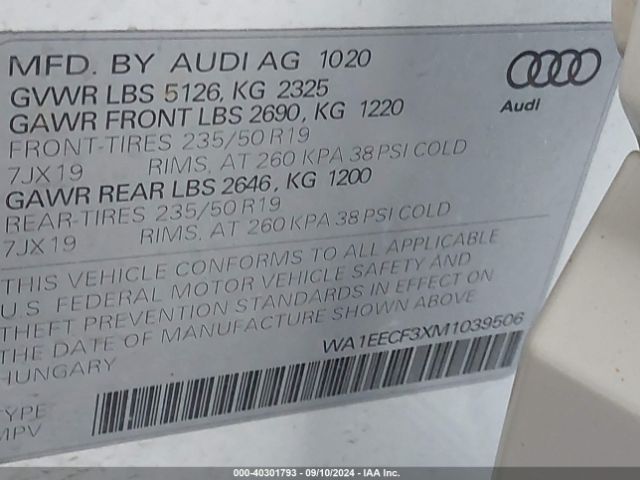 MFD. BY AUDI AG 1020
GVWR LBS 5126, KG 2325
GAWR FRONT LBS 2690, KG 1220
FRONT-TIRES 235/50 R19
7JX19 RIMS, AT 260 KPA 38 PSI COLD
GAWR REAR LBS 2646, KG 1200
REAR-TIRES 235/50 R19
7JX19 RIMS, AT 260 KPA 38 PSI COLD
Audi
THIS VEHICLE CONFORMS TO ALL APPLICABLE
U.S. FEDERAL MOTOR VEHICLE SAFETY AND
THEFT PREVENTION STANDARDS IN EFFECT ON
THE DATE OF MANUFACTURE SHOWN ABOVE
HUNGARY
WA1EECF3XM1039506
TYPE
MPV
000-40301793 - 09/10/2024 - IAA Inc.